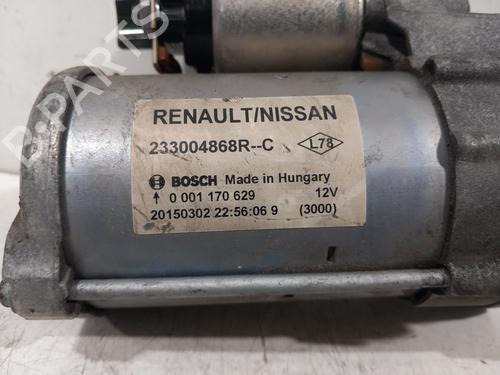 RENAULT/NISSAN
233004868R--C L78
BOSCH Made in Hungary
0 001 170 629 12V
20150302 22:56:06 9 (3000)
B-PARTS